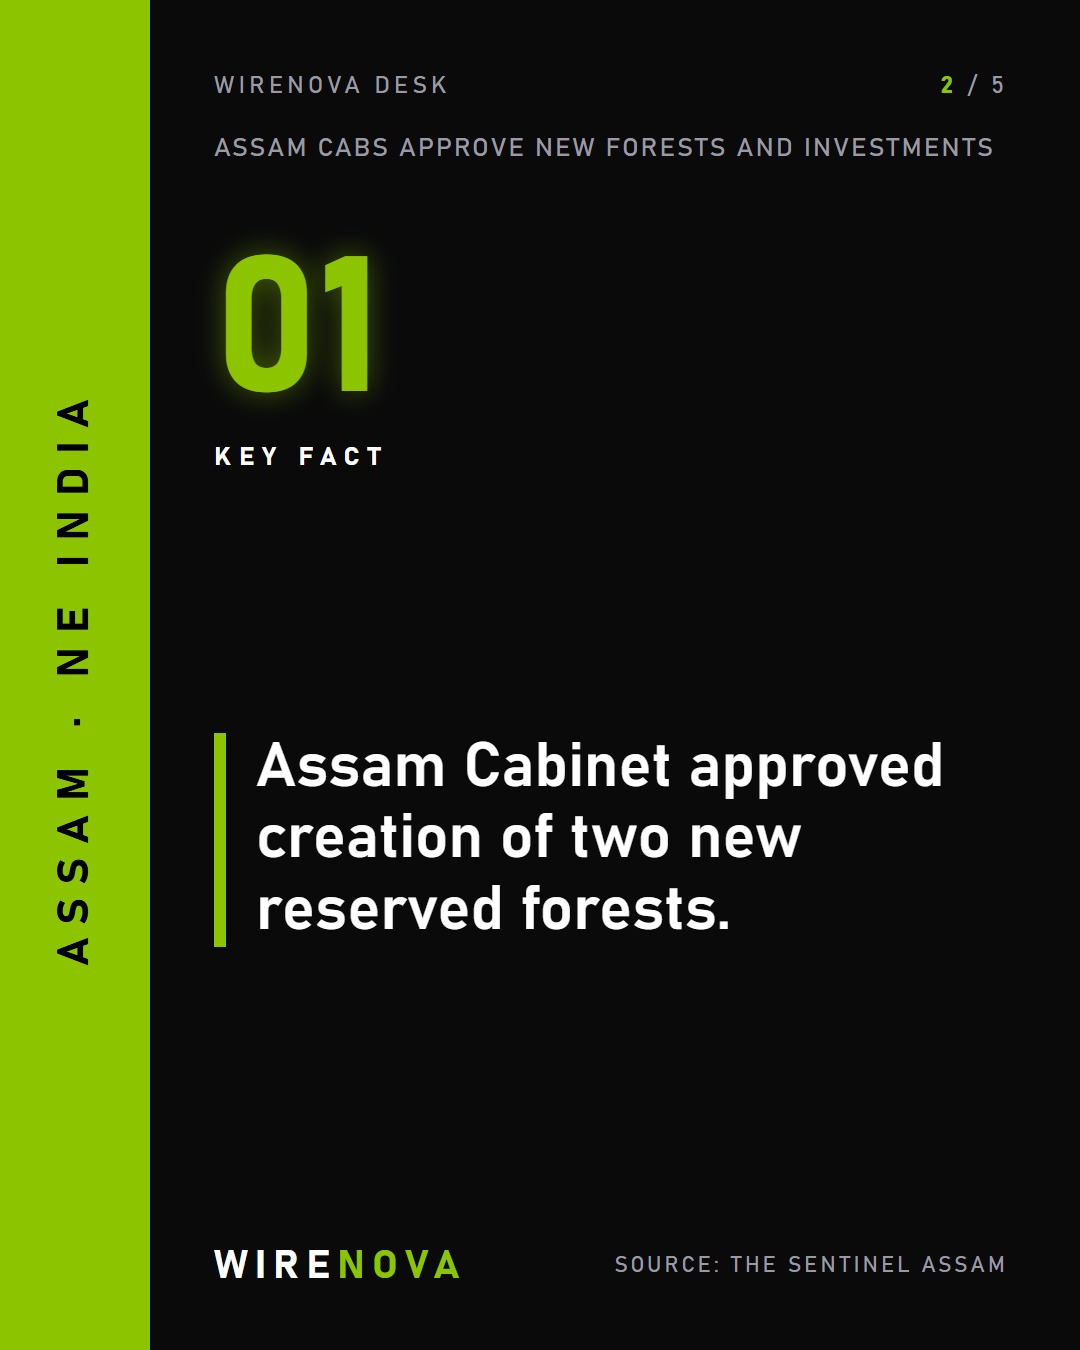 WIRENOVA DESK
2 / 5
ASSAM CABS APPROVE NEW FORESTS AND INVESTMENTS
01
KEY FACT
ASSAM · NE INDIA
Assam Cabinet approved
creation of two new
reserved forests.
WIRENOVA
SOURCE: THE SENTINEL ASSAM